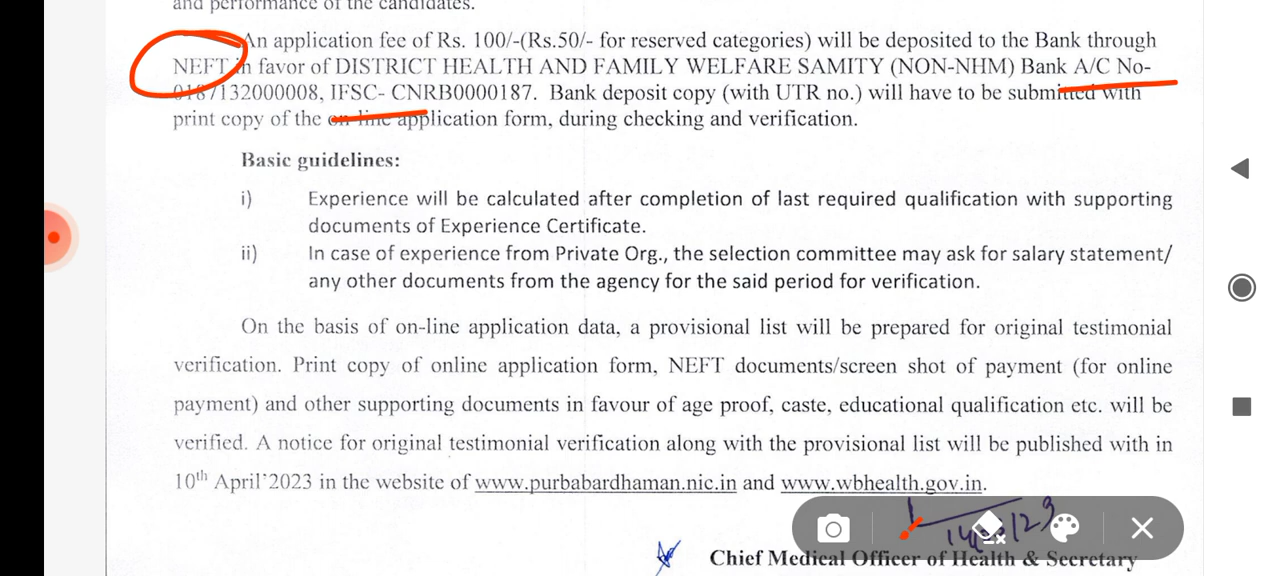 and performance of the candidates.
An application fee of Rs. 100/-(Rs.50/- for reserved categories) will be deposited to the Bank through
NEFT in favor of DISTRICT HEALTH AND FAMILY WELFARE SAMITY (NON-NHM) Bank A/C No-
0187132000008, IFSC- CNRB0000187. Bank deposit copy (with UTR no.) will have to be submitted with
print copy of the on-line application form, during checking and verification.
Basic guidelines:
i) Experience will be calculated after completion of last required qualification with supporting
documents of Experience Certificate.
ii) In case of experience from Private Org., the selection committee may ask for salary statement/
any other documents from the agency for the said period for verification.
On the basis of on-line application data, a provisional list will be prepared for original testimonial
verification. Print copy of online application form, NEFT documents/screen shot of payment (for online
payment) and other supporting documents in favour of age proof, caste, educational qualification etc. will be
verified. A notice for original testimonial verification along with the provisional list will be published with in
10th April'2023 in the website of www.purbabardhaman.nic.in and www.wbhealth.gov.in.
Chief Medical Officer of Health & Secretary